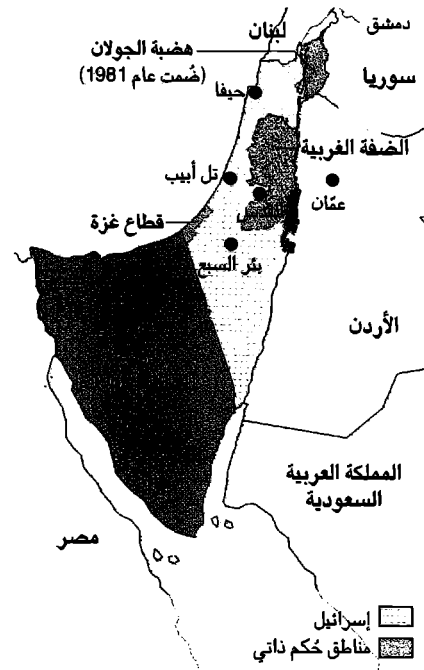 دمشق
لبنان
هضبة الجولان
(ضُمت عام 1981)
سوريا
حيفا
الضفة الغربية
تل أبيب
عمّان
قطاع غزة
بئر السبع
الأردن
المملكة العربية
السعودية
مصر
إسرائيل
مناطق حُكم ذاتي